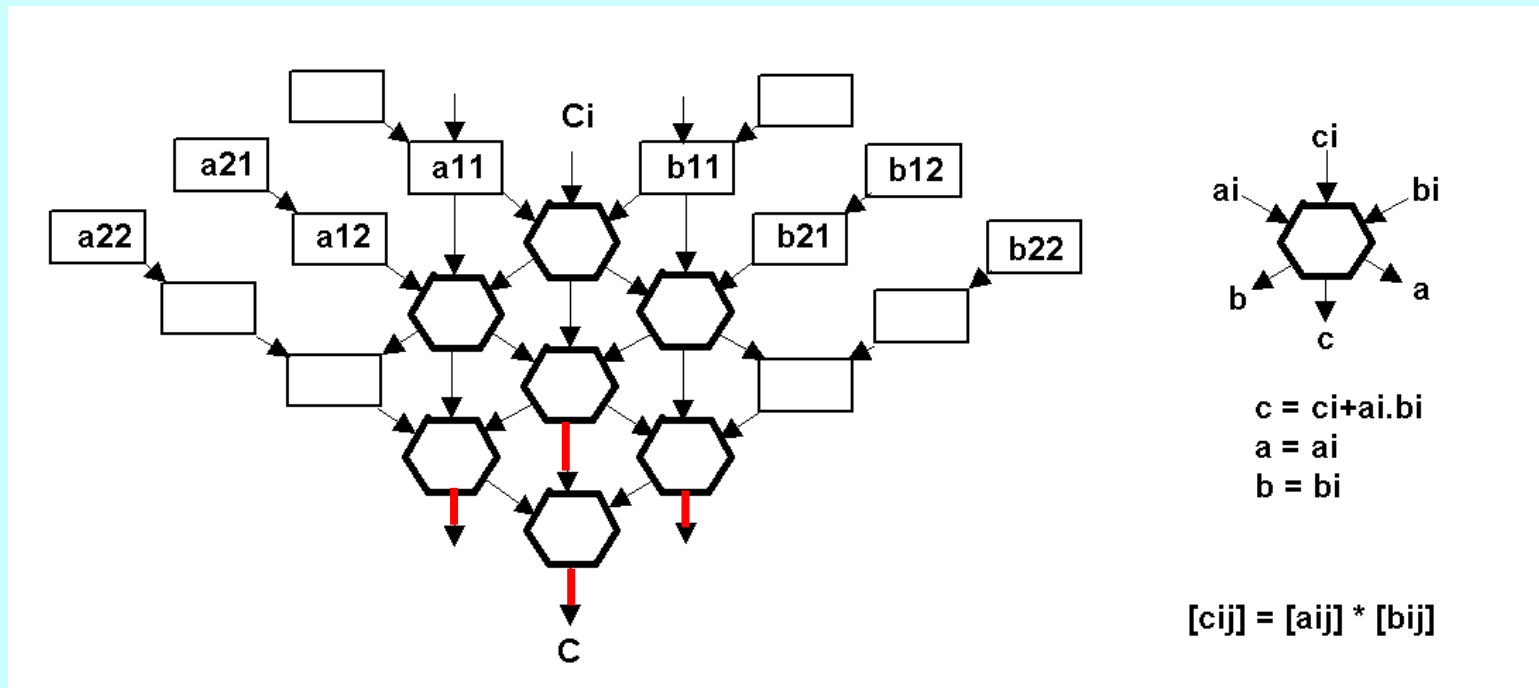 Ci
a11
b11
a21
b12
a12
b21
a22
b22
C
ci
ai
bi
b
a
c
c = ci+ai.bi
a = ai
b = bi
[cij] = [aij] * [bij]